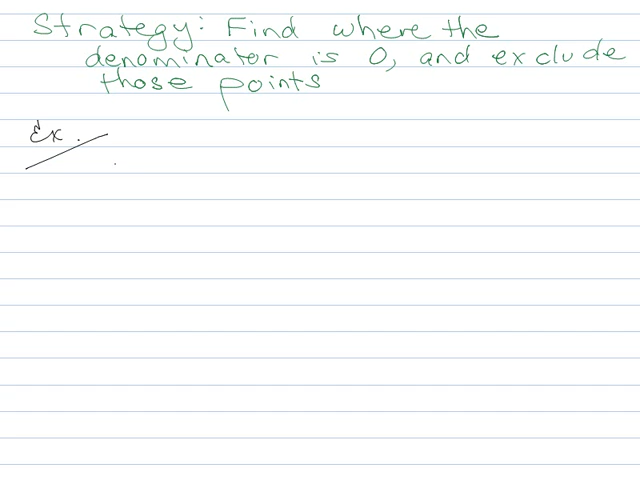 Strategy: Find where the
denominator is 0, and exclude
those points
Ex.